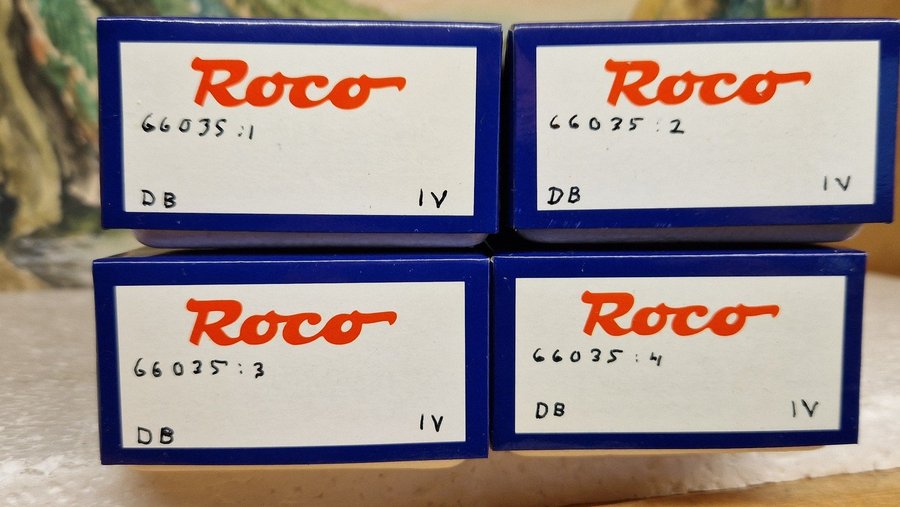 Roco
66035:1
DB IV
Roco
66035:2
DB IV
Roco
66035:3
DB IV
Roco
66035:4
DB IV